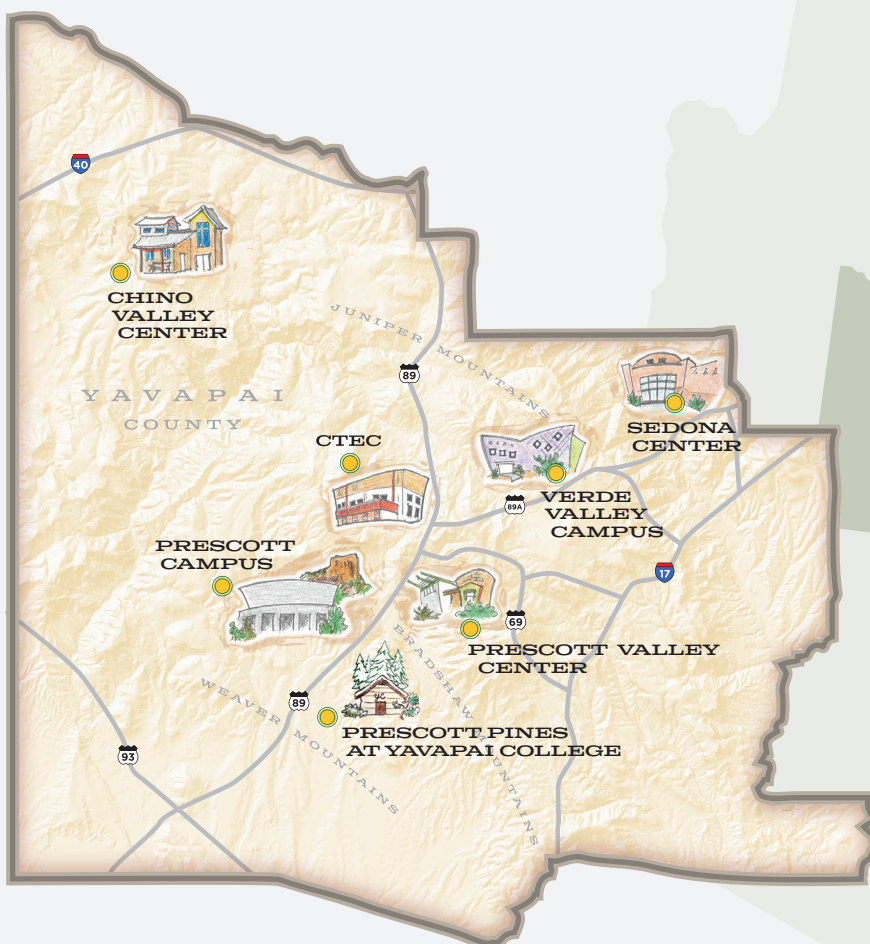 40
CHINO
VALLEY
CENTER
JUNIPER MOUNTAINS
89
YAVAPAI
COUNTY
SEDONA
CENTER
CTEC
VERDE
VALLEY
CAMPUS
89A
PRESCOTT
CAMPUS
17
69
PRESCOTT VALLEY
CENTER
BRADSHAW MOUNTAINS
WEAVER MOUNTAINS
89
YC
PRESCOTT PINES
AT YAVAPAI COLLEGE
93